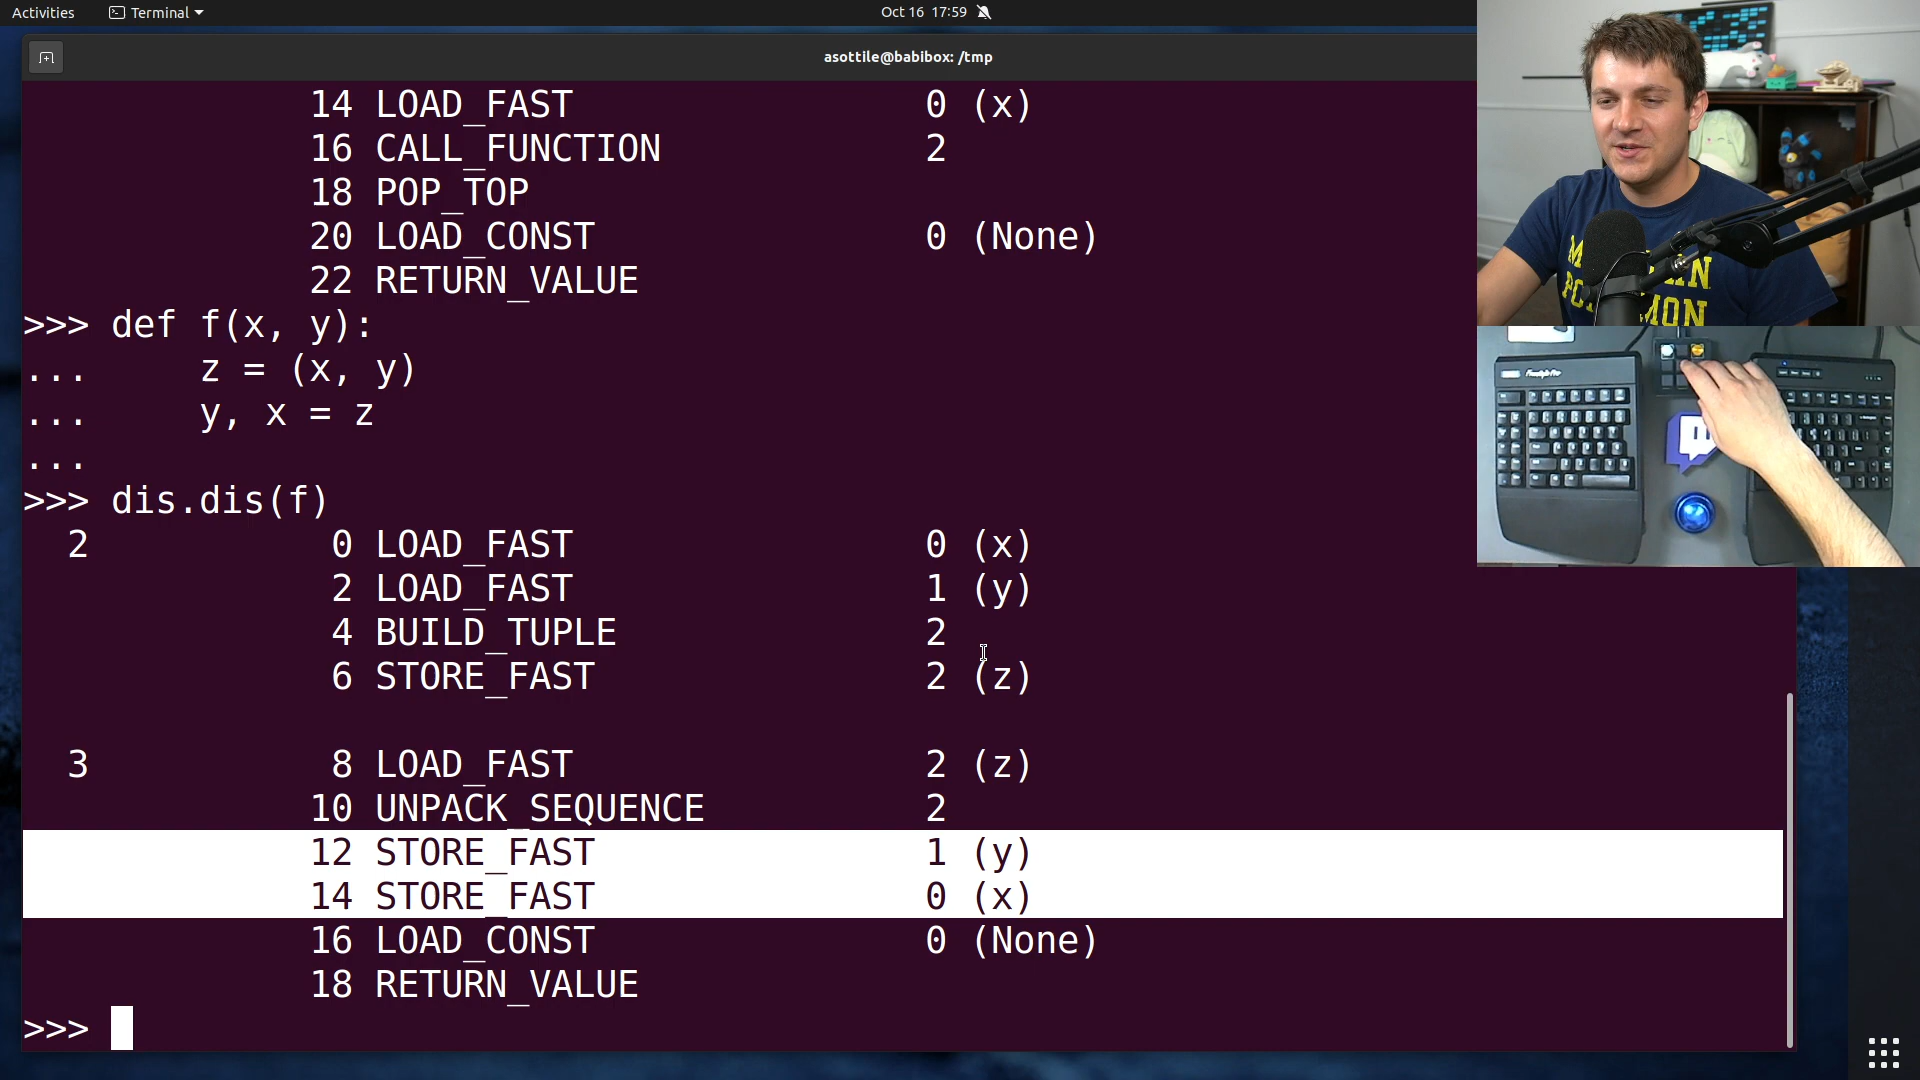 Activities
Terminal
Oct 16 17:59
asottile@babibox: /tmp
14 LOAD_FAST 0 (x)
16 CALL_FUNCTION 2
18 POP_TOP
20 LOAD_CONST 0 (None)
22 RETURN_VALUE
>>> def f(x, y):
... z = (x, y)
... y, x = z
...
>>> dis.dis(f)
2 0 LOAD_FAST 0 (x)
2 LOAD_FAST 1 (y)
4 BUILD_TUPLE 2
6 STORE_FAST 2 (z)
3 8 LOAD_FAST 2 (z)
10 UNPACK_SEQUENCE 2
12 STORE_FAST 1 (y)
14 STORE_FAST 0 (x)
16 LOAD_CONST 0 (None)
18 RETURN_VALUE
>>>